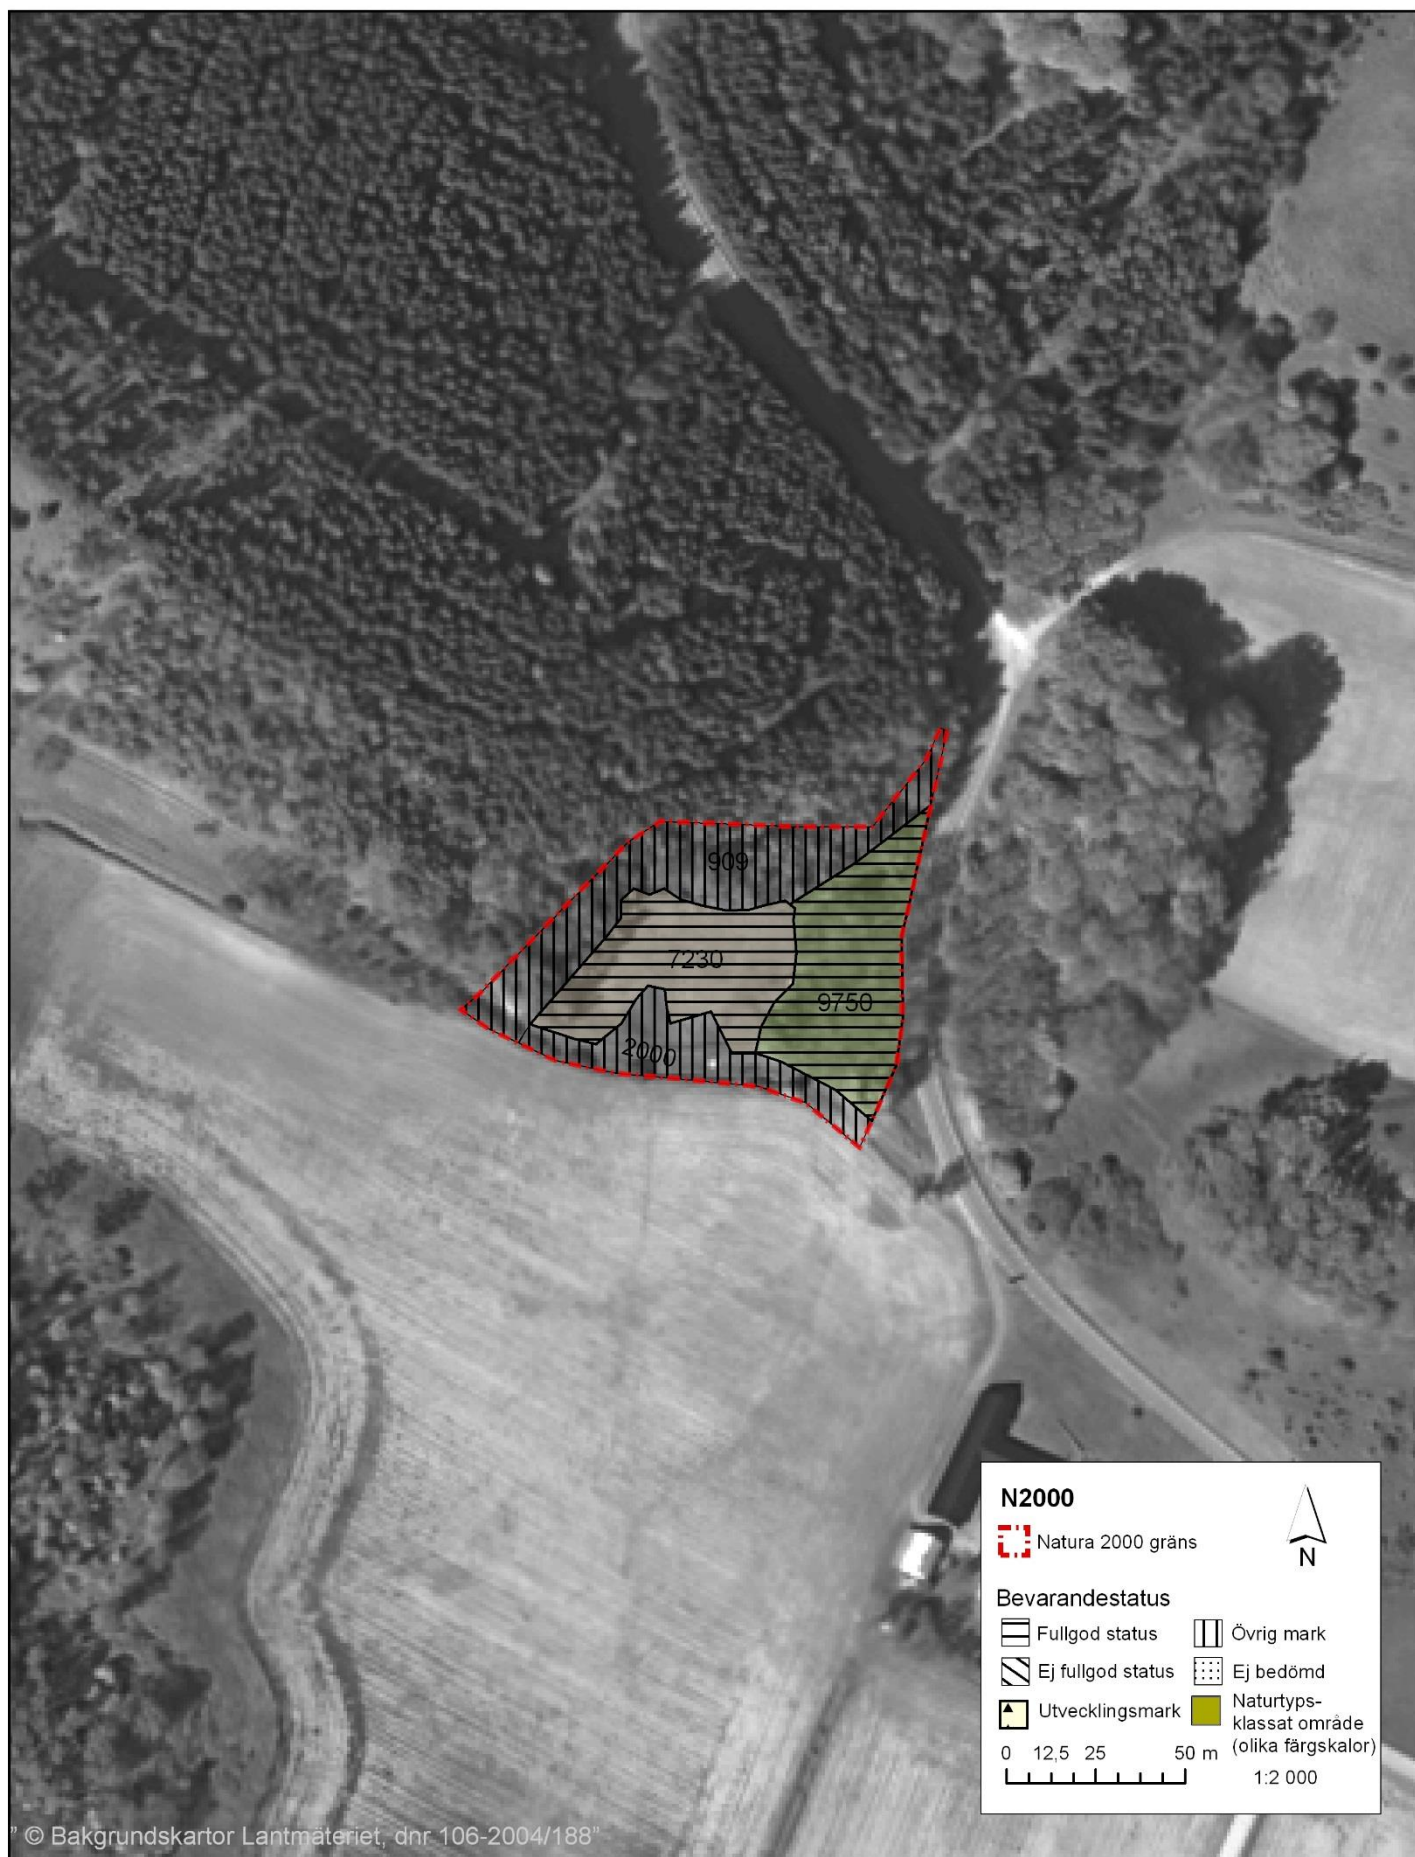 909
7230
9750
2000
N2000
Natura 2000 gräns
N
Bevarandestatus
Fullgod status
Övrig mark
Ej fullgod status
Ej bedömd
Utvecklingsmark
Naturtyps-
klassat område
(olika färgskalor)
0 12,5 25 50 m
1:2 000
" © Bakgrundskartor Lantmäteriet, dnr 106-2004/188"